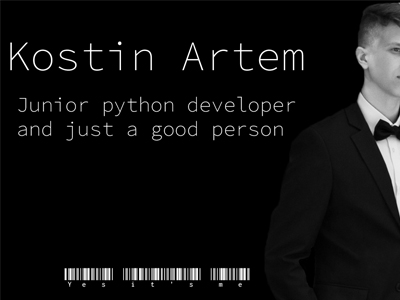 Kostin Artem
Junior python developer
and just a good person
Yes it's me